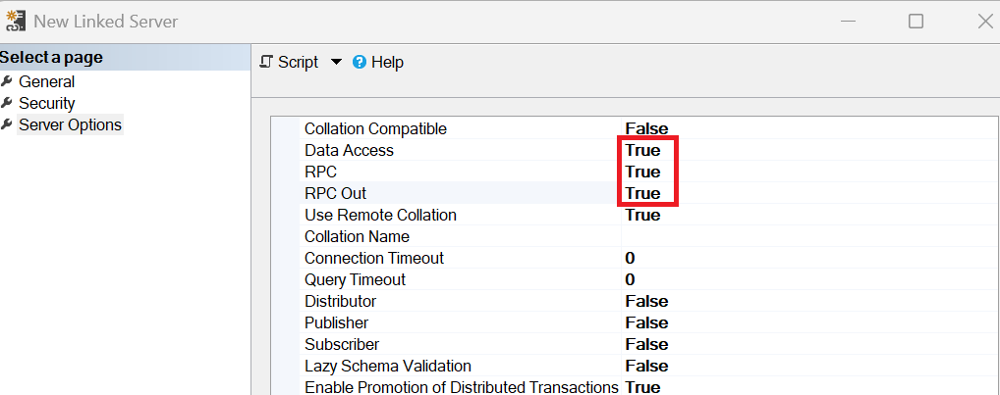 New Linked Server
Select a page
General
Security
Server Options
Script Help
Collation Compatible False
Data Access True
RPC True
RPC Out True
Use Remote Collation True
Collation Name
Connection Timeout 0
Query Timeout 0
Distributor False
Publisher False
Subscriber False
Lazy Schema Validation False
Enable Promotion of Distributed Transactions True